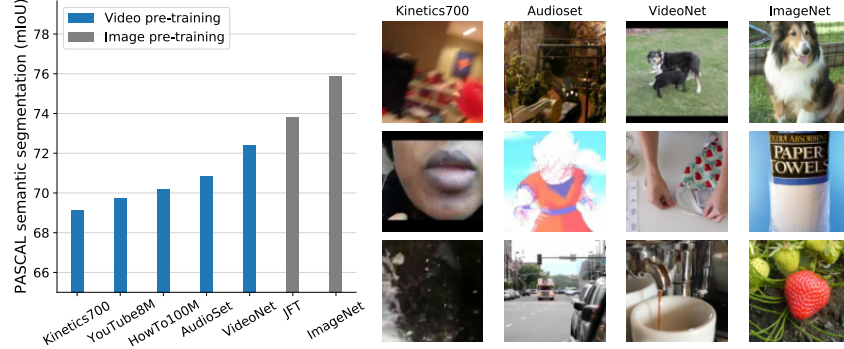 PASCAL semantic segmentation (mIoU)
78
76
74
72
70
68
66
Video pre-training
Image pre-training
Kinetics700
YouTube8M
HowTo100M
AudioSet
VideoNet
JFT
ImageNet
Kinetics700
Audioset
VideoNet
ImageNet
PAPER
TOWELS